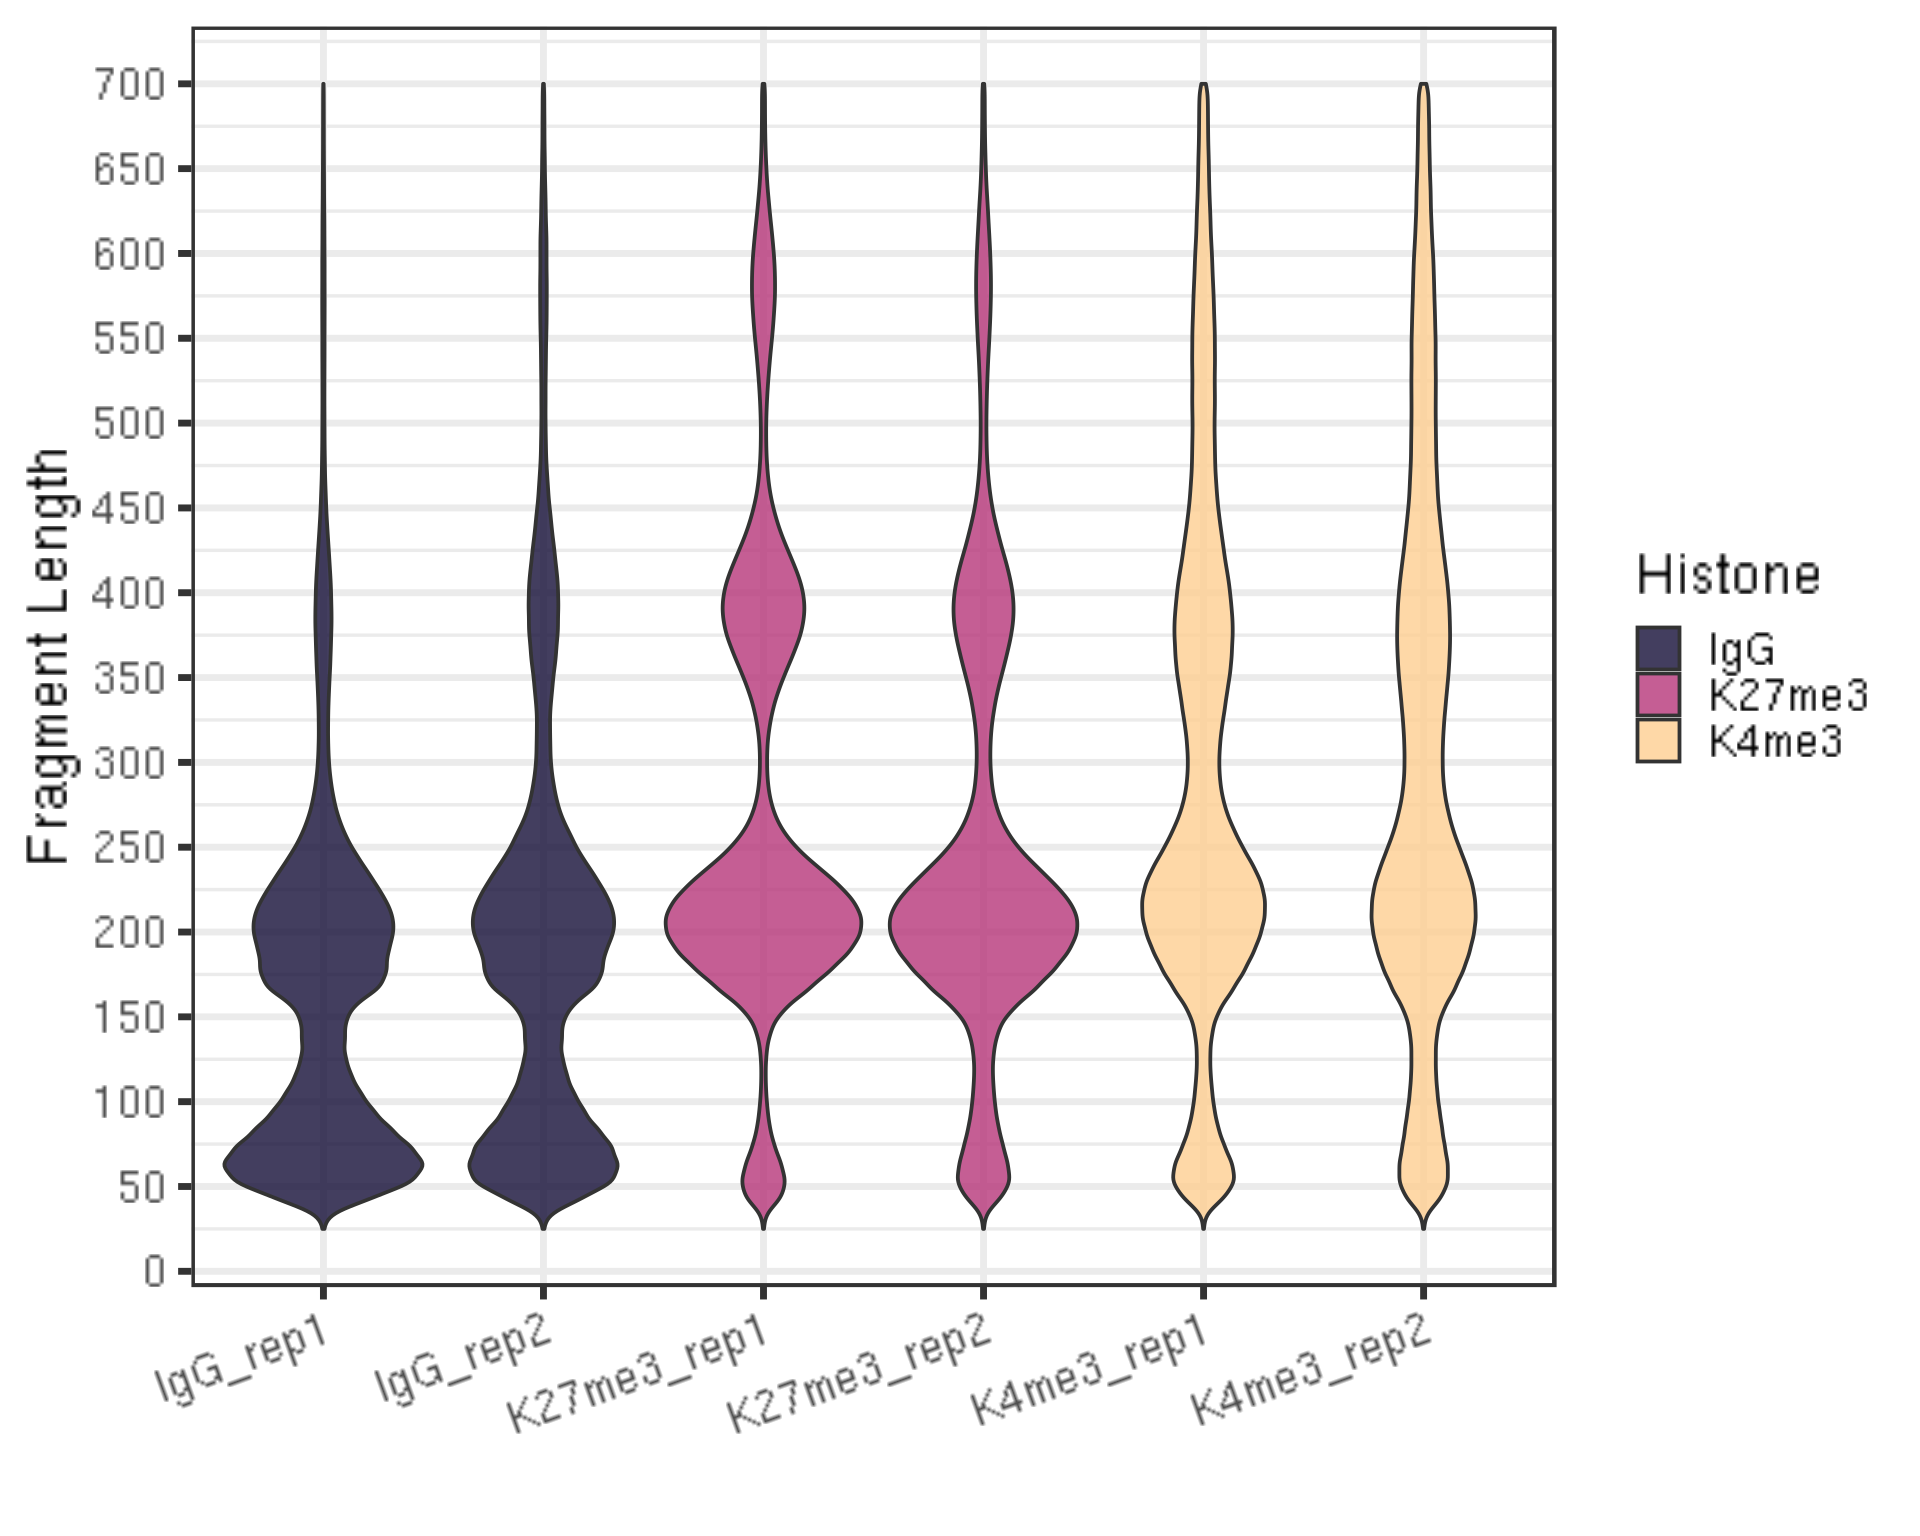 Fragment Length
700
650
600
550
500
450
400
350
300
250
200
150
100
50
0
IgG_rep1
IgG_rep2
K27me3_rep1
K27me3_rep2
K4me3_rep1
K4me3_rep2
Histone
IgG
K27me3
K4me3